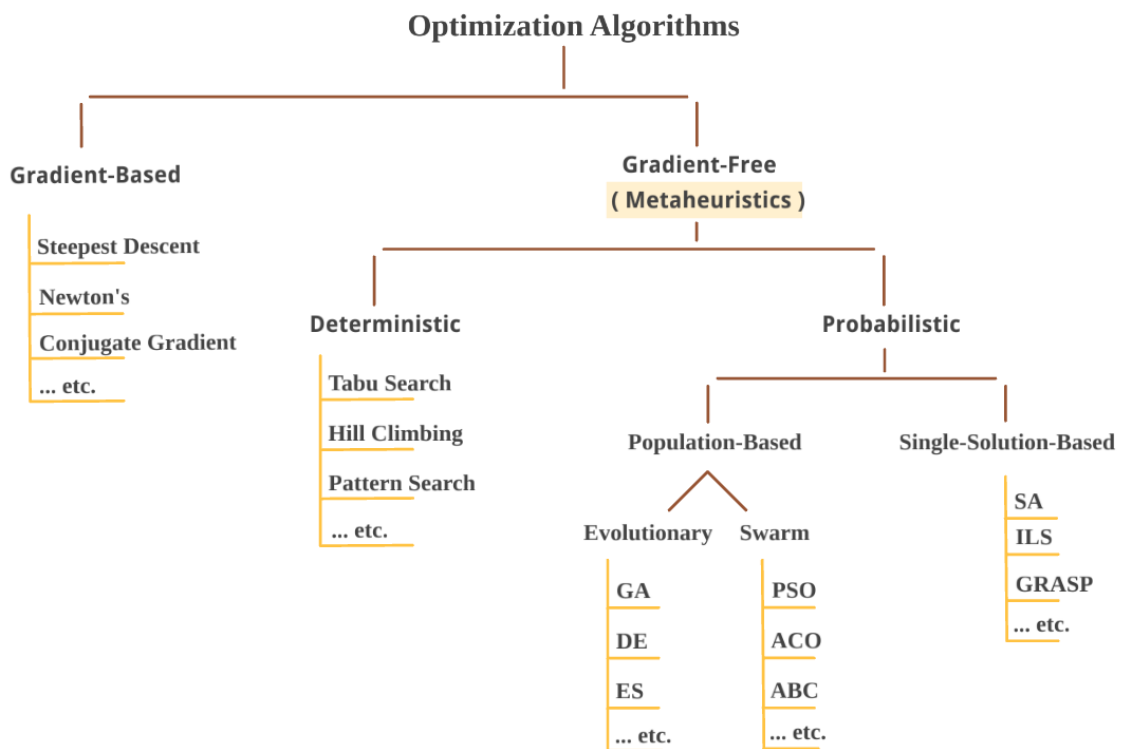 Optimization Algorithms
Gradient-Based
Steepest Descent
Newton's
Conjugate Gradient
... etc.
Gradient-Free
( Metaheuristics )
Deterministic
Tabu Search
Hill Climbing
Pattern Search
... etc.
Probabilistic
Population-Based
Evolutionary
GA
DE
ES
... etc.
Swarm
PSO
ACO
ABC
... etc.
Single-Solution-Based
SA
ILS
GRASP
... etc.